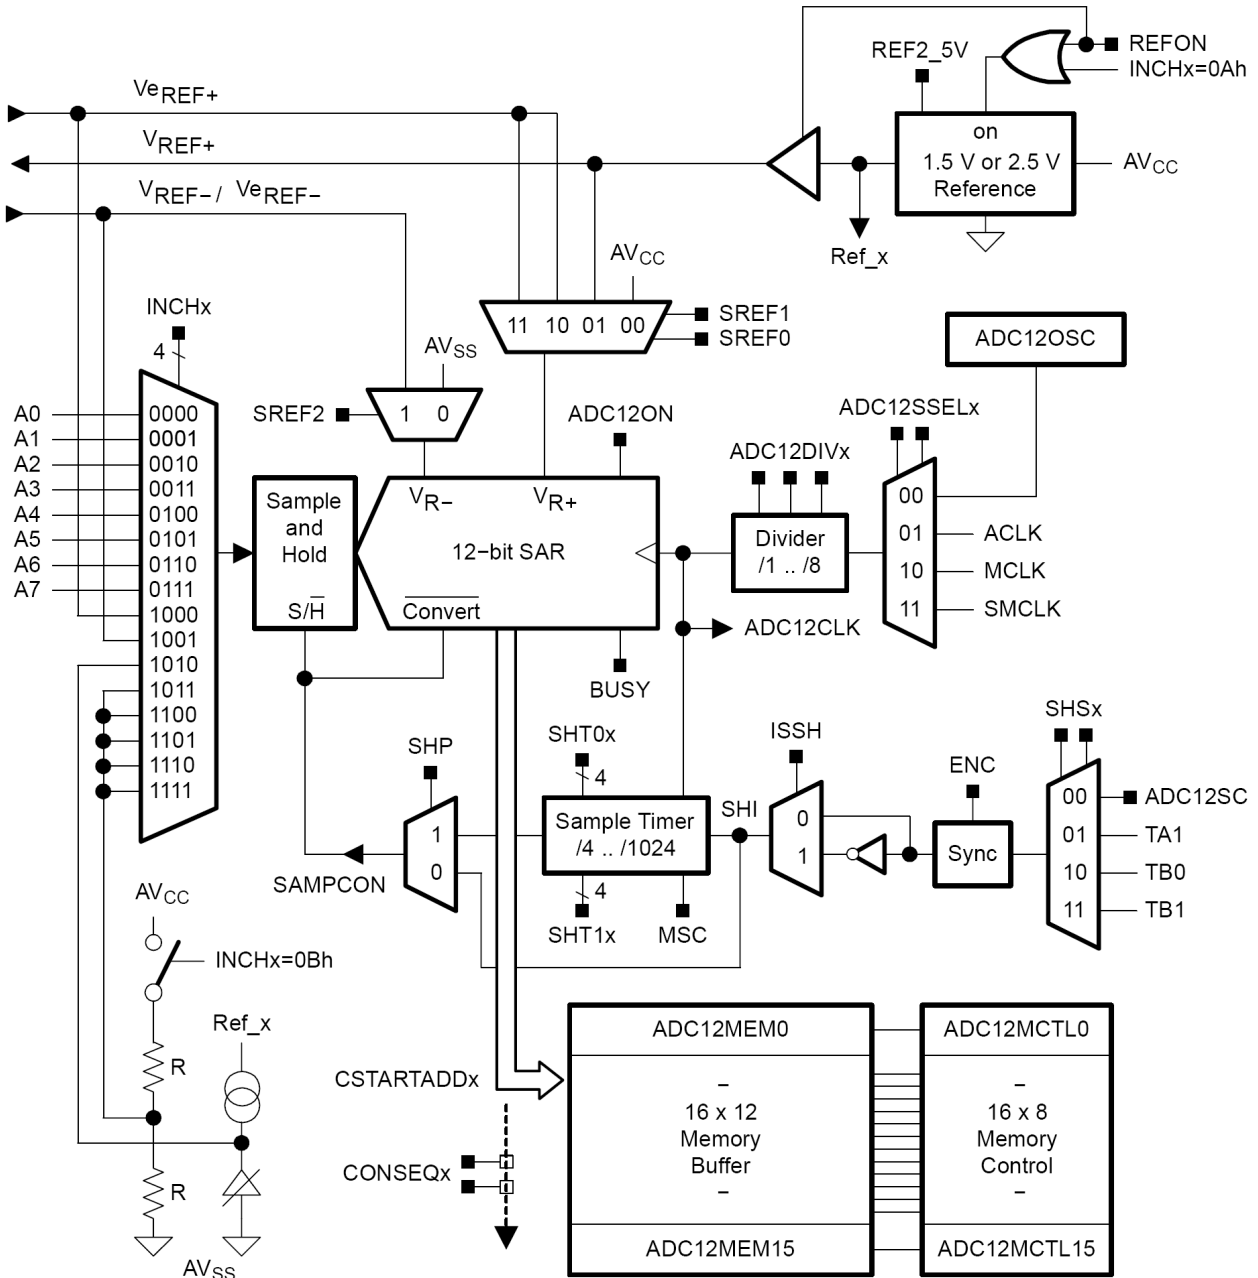 REFON
INCHx=0Ah
REF2_5V
VeREF+
VREF+
VREF− / VeREF−
on
1.5 V or 2.5 V
Reference
AVCC
Ref_x
AVCC
INCHx
4
11 10 01 00
SREF1
SREF0
ADC12OSC
AVSS
SREF2
1 0
ADC12ON
ADC12SSELx
ADC12DIVx
A0 0000
A1 0001
A2 0010
A3 0011
A4 0100
A5 0101
A6 0110
A7 0111
1000
1001
1010
1011
1100
1101
1110
1111
Sample
and
Hold
S/H
VR−
VR+
12−bit SAR
Convert
BUSY
Divider
/1 .. /8
00
01 ACLK
10 MCLK
11 SMCLK
ADC12CLK
SHP
1
0
SAMPCON
SHT0x
4
Sample Timer
/4 .. /1024
4
SHT1x
MSC
SHI
ISSH
0
1
ENC
Sync
SHSx
00 ADC12SC
01 TA1
10 TB0
11 TB1
AVCC
INCHx=0Bh
Ref_x
R
R
AVSS
CSTARTADDx
CONSEQx
ADC12MEM0
–
16 x 12
Memory
Buffer
–
ADC12MEM15
ADC12MCTL0
–
16 x 8
Memory
Control
–
ADC12MCTL15